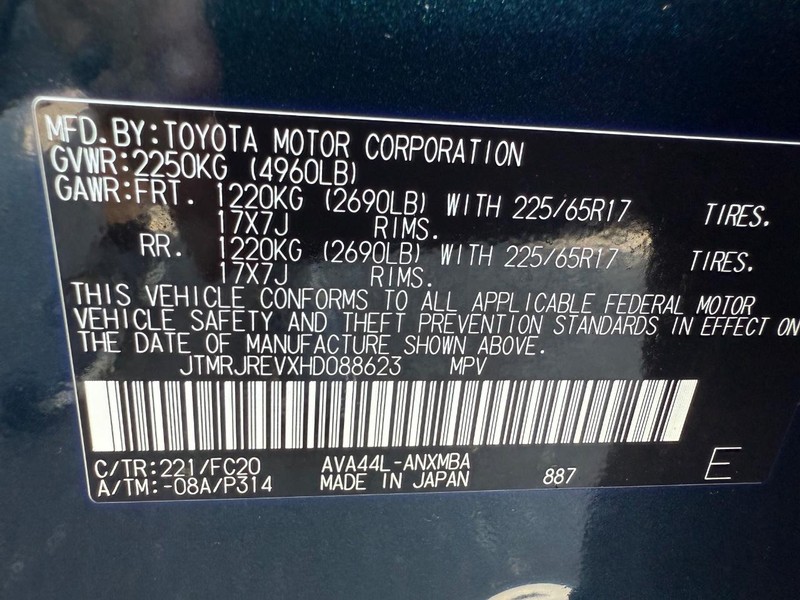 MFD.BY:TOYOTA MOTOR CORPORATION
GVWR:2250KG (4960LB)
GAWR:FRT. 1220KG (2690LB) WITH 225/65R17 TIRES.
17X7J RIMS.
RR. 1220KG (2690LB) WITH 225/65R17 TIRES.
17X7J RIMS.
THIS VEHICLE CONFORMS TO ALL APPLICABLE FEDERAL MOTOR
VEHICLE SAFETY AND THEFT PREVENTION STANDARDS IN EFFECT ON
THE DATE OF MANUFACTURE SHOWN ABOVE.
JTMRJREVXHD088623 MPV
C/TR:221/FC20 AVA44L-ANXMBA
A/TM:-08A/P314 MADE IN JAPAN 887 E